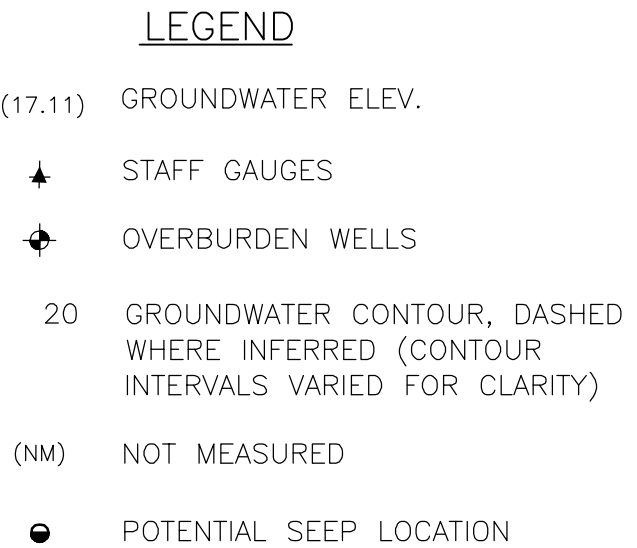 LEGEND
(17.11) GROUNDWATER ELEV.
STAFF GAUGES
OVERBURDEN WELLS
20 GROUNDWATER CONTOUR, DASHED
WHERE INFERRED (CONTOUR
INTERVALS VARIED FOR CLARITY)
(NM) NOT MEASURED
POTENTIAL SEEP LOCATION